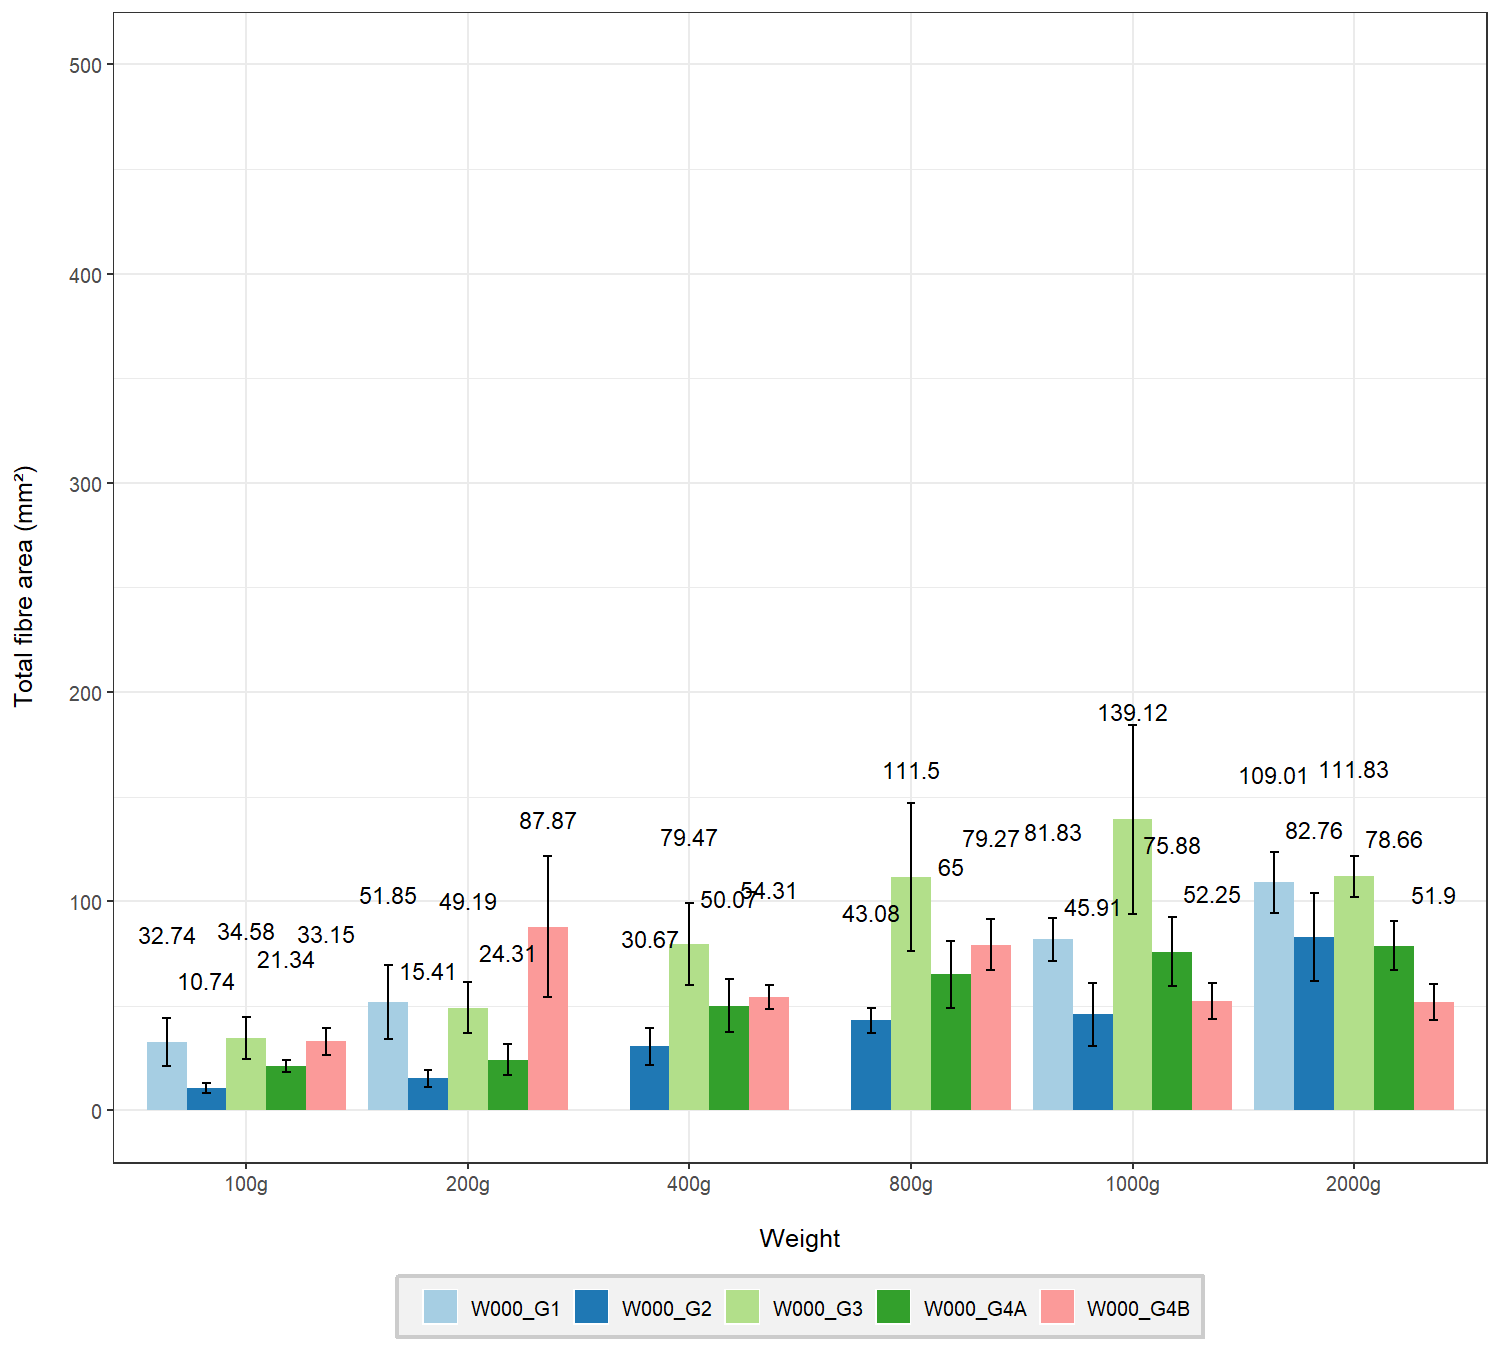 500
400
300
200
100
0
Total fibre area (mm²)
139.12
111.5
109.01
111.83
87.87
79.47
79.27
81.83
75.88
82.76
78.66
51.85
49.19
50.07
54.31
65
43.08
45.91
52.25
51.9
32.74
34.58
33.15
30.67
21.34
24.31
10.74
15.41
100g
200g
400g
800g
1000g
2000g
Weight
W000_G1
W000_G2
W000_G3
W000_G4A
W000_G4B